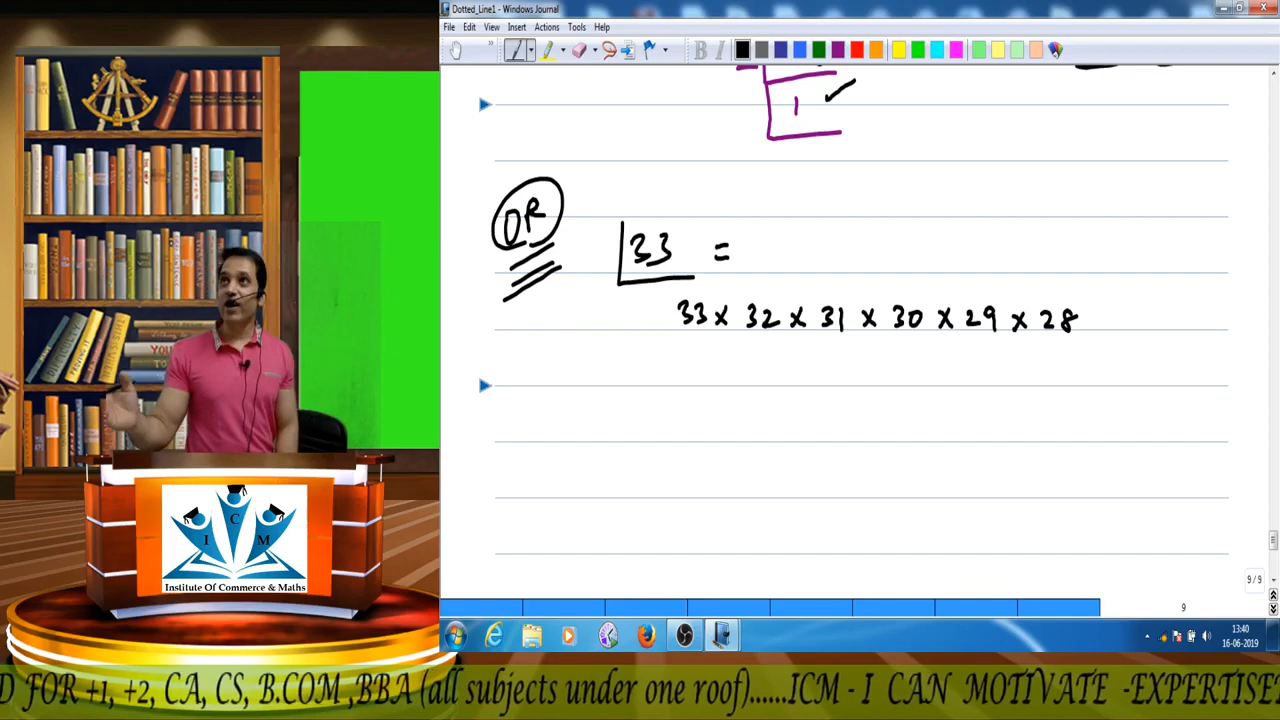 Dotted_Line1 - Windows Journal
File Edit View Insert Actions Tools Help
B I
1
OR
33 =
33 × 32 × 31 × 30 × 29 × 28
I C M
Institute Of Commerce & Maths
9/9
9
13:40
16-06-2019
D FOR +1, +2, CA, CS, B.COM ,BBA (all subjects under one roof)......ICM - I CAN MOTIVATE -EXPERTISE